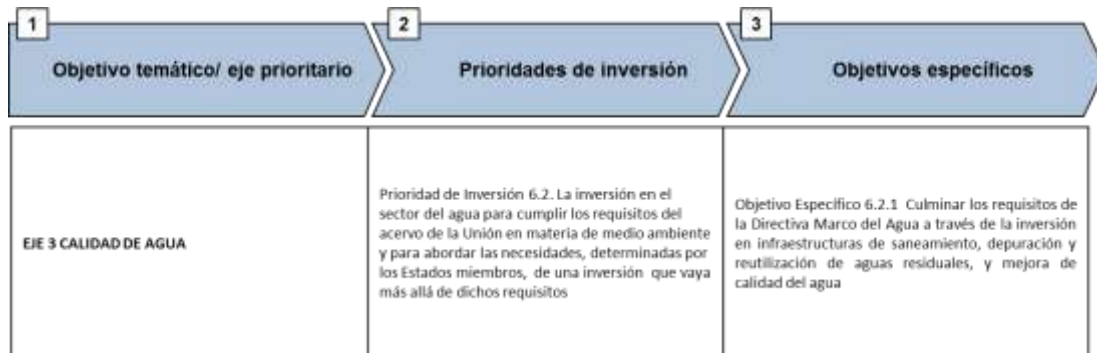 1
Objetivo temático/ eje prioritario
2
Prioridades de inversión
3
Objetivos específicos
EJE 3 CALIDAD DE AGUA
Prioridad de Inversión 6.2. La inversión en el
sector del agua para cumplir los requisitos del
acervo de la Unión en materia de medio ambiente
y para abordar las necesidades, determinadas por
los Estados miembros, de una inversión que vaya
más allá de dichos requisitos
Objetivo Específico 6.2.1 Culminar los requisitos de
la Directiva Marco del Agua a través de la inversión
en infraestructuras de saneamiento, depuración y
reutilización de aguas residuales, y mejora de
calidad del agua